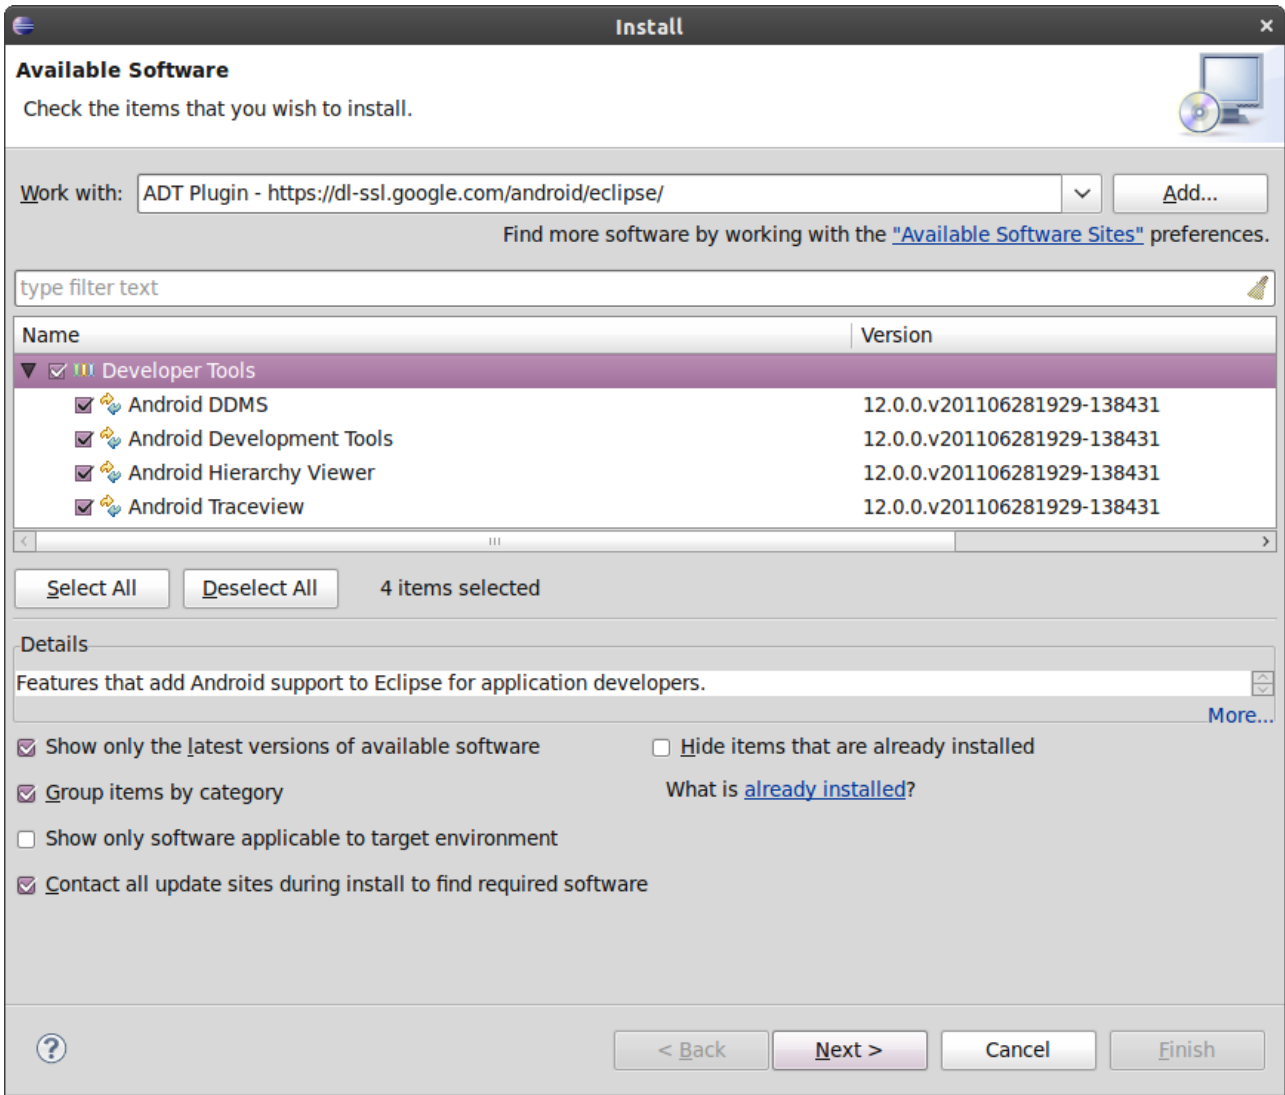 Install
Available Software
Check the items that you wish to install.
Work with: ADT Plugin - https://dl-ssl.google.com/android/eclipse/ Add...
Find more software by working with the "Available Software Sites" preferences.
type filter text
Name Version
Developer Tools
Android DDMS 12.0.0.v201106281929-138431
Android Development Tools 12.0.0.v201106281929-138431
Android Hierarchy Viewer 12.0.0.v201106281929-138431
Android Traceview 12.0.0.v201106281929-138431
Select All Deselect All 4 items selected
Details
Features that add Android support to Eclipse for application developers.
More...
Show only the latest versions of available software Hide items that are already installed
Group items by category What is already installed?
Show only software applicable to target environment
Contact all update sites during install to find required software
? < Back Next > Cancel Finish